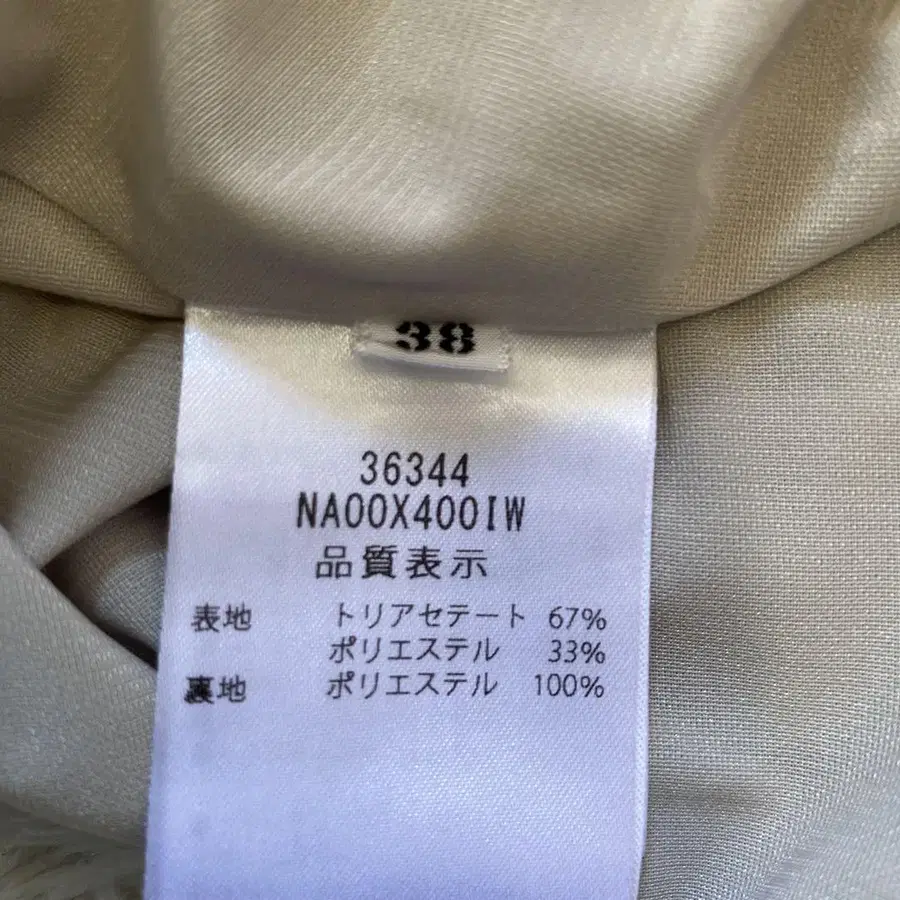 38
36344
NA00X400IW
品質表示
表地 トリアセテート 67%
ポリエステル 33%
裏地 ポリエステル 100%